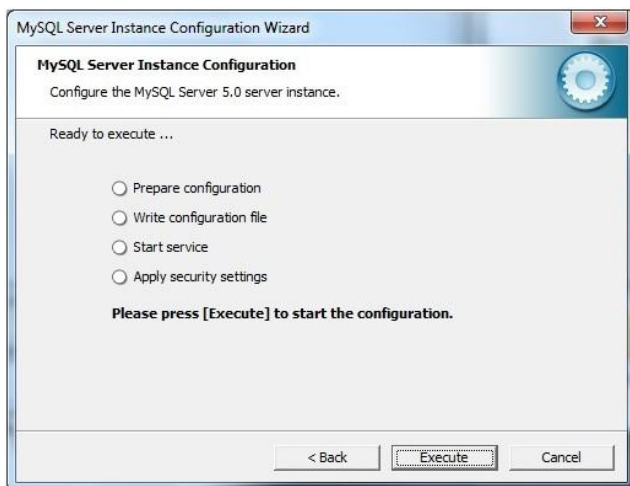 MySQL Server Instance Configuration Wizard
MySQL Server Instance Configuration
Configure the MySQL Server 5.0 server instance.
Ready to execute ...
Prepare configuration
Write configuration file
Start service
Apply security settings
Please press [Execute] to start the configuration.
< Back
Execute
Cancel